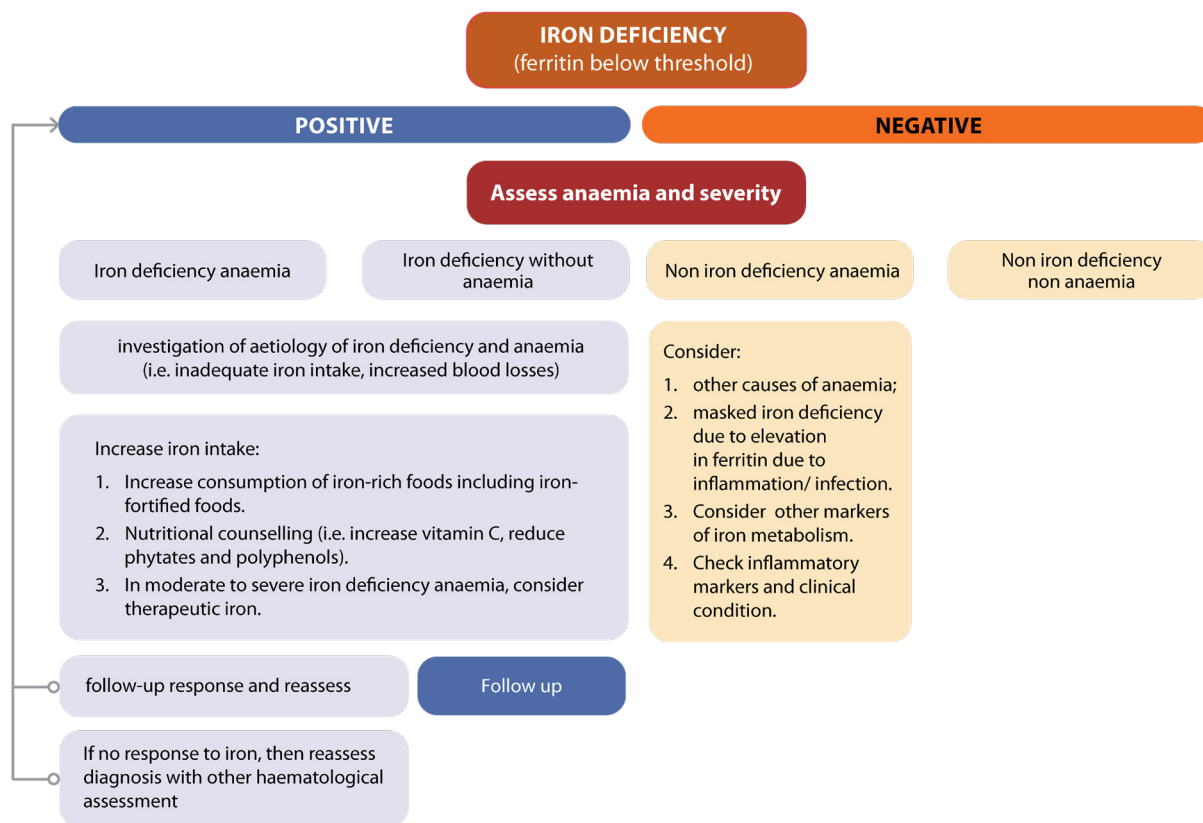 IRON DEFICIENCY
(ferritin below threshold)
POSITIVE
NEGATIVE
Assess anaemia and severity
Iron deficiency anaemia
Iron deficiency without
anaemia
Non iron deficiency anaemia
Non iron deficiency
non anaemia
investigation of aetiology of iron deficiency and anaemia
(i.e. inadequate iron intake, increased blood losses)
Increase iron intake:
1. Increase consumption of iron-rich foods including iron-
fortified foods.
2. Nutritional counselling (i.e. increase vitamin C, reduce
phytates and polyphenols).
3. In moderate to severe iron deficiency anaemia, consider
therapeutic iron.
Consider:
1. other causes of anaemia;
2. masked iron deficiency
due to elevation
in ferritin due to
inflammation/ infection.
3. Consider other markers
of iron metabolism.
4. Check inflammatory
markers and clinical
condition.
follow-up response and reassess
Follow up
If no response to iron, then reassess
diagnosis with other haematological
assessment